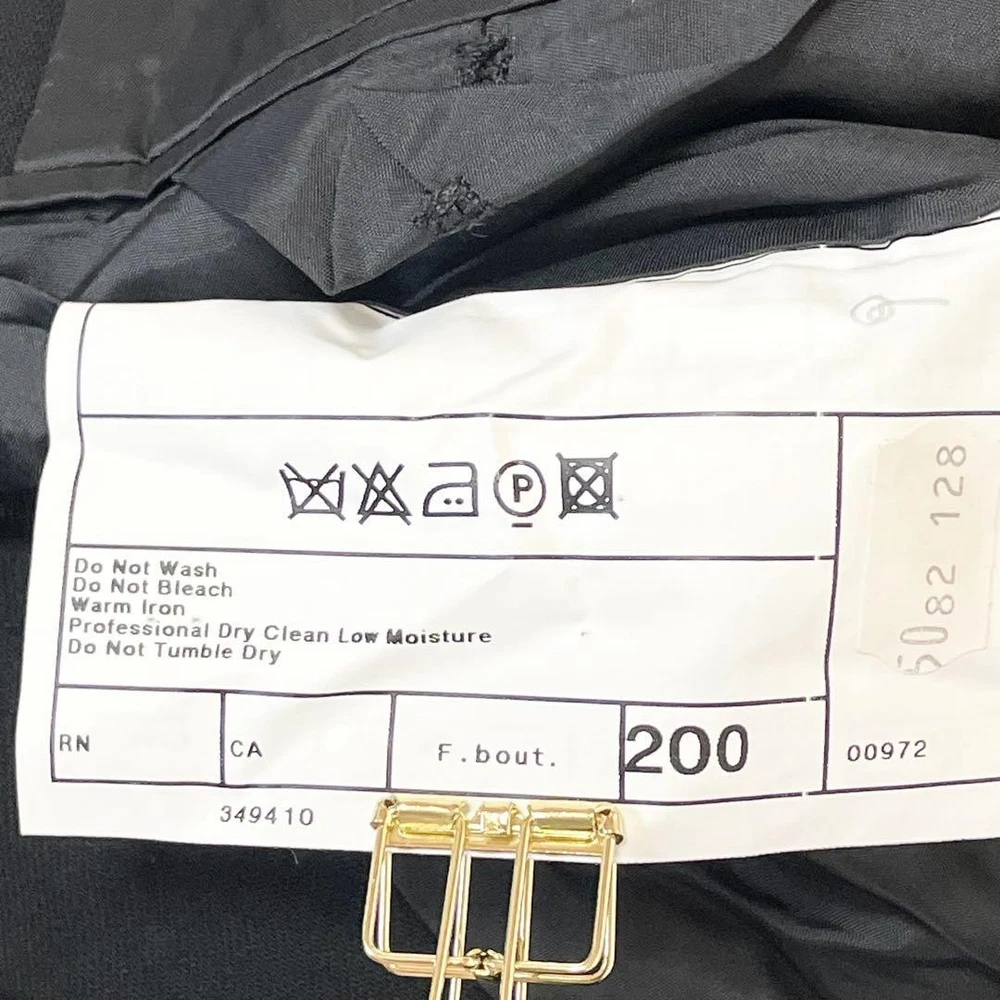 P
Do Not Wash
Do Not Bleach
Warm Iron
Professional Dry Clean Low Moisture
Do Not Tumble Dry
RN
CA
F.bout.
200
00972
349410
5082 128